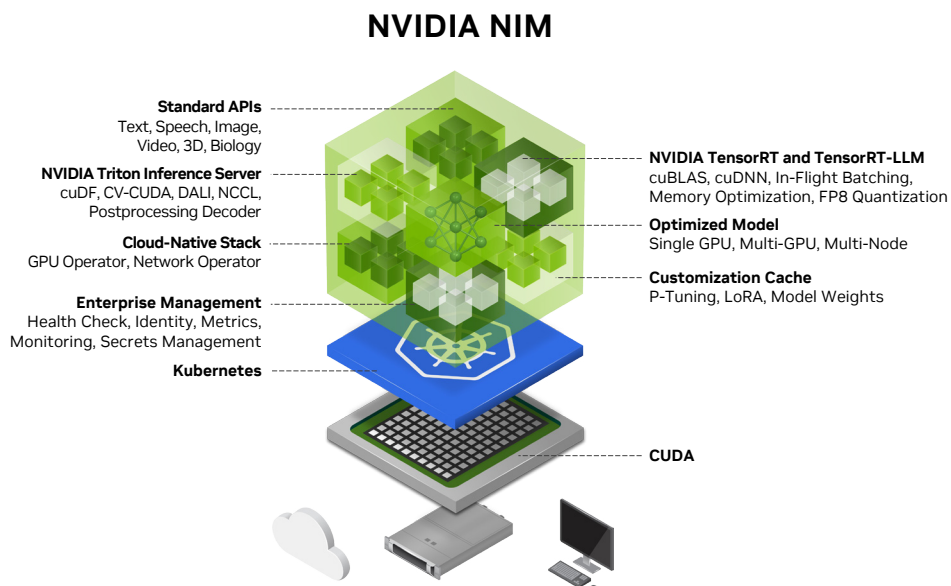 NVIDIA NIM
Standard APIs
Text, Speech, Image,
Video, 3D, Biology
NVIDIA Triton Inference Server
cuDF, CV-CUDA, DALI, NCCL,
Postprocessing Decoder
Cloud-Native Stack
GPU Operator, Network Operator
Enterprise Management
Health Check, Identity, Metrics,
Monitoring, Secrets Management
Kubernetes
NVIDIA TensorRT and TensorRT-LLM
cuBLAS, cuDNN, In-Flight Batching,
Memory Optimization, FP8 Quantization
Optimized Model
Single GPU, Multi-GPU, Multi-Node
Customization Cache
P-Tuning, LoRA, Model Weights
CUDA